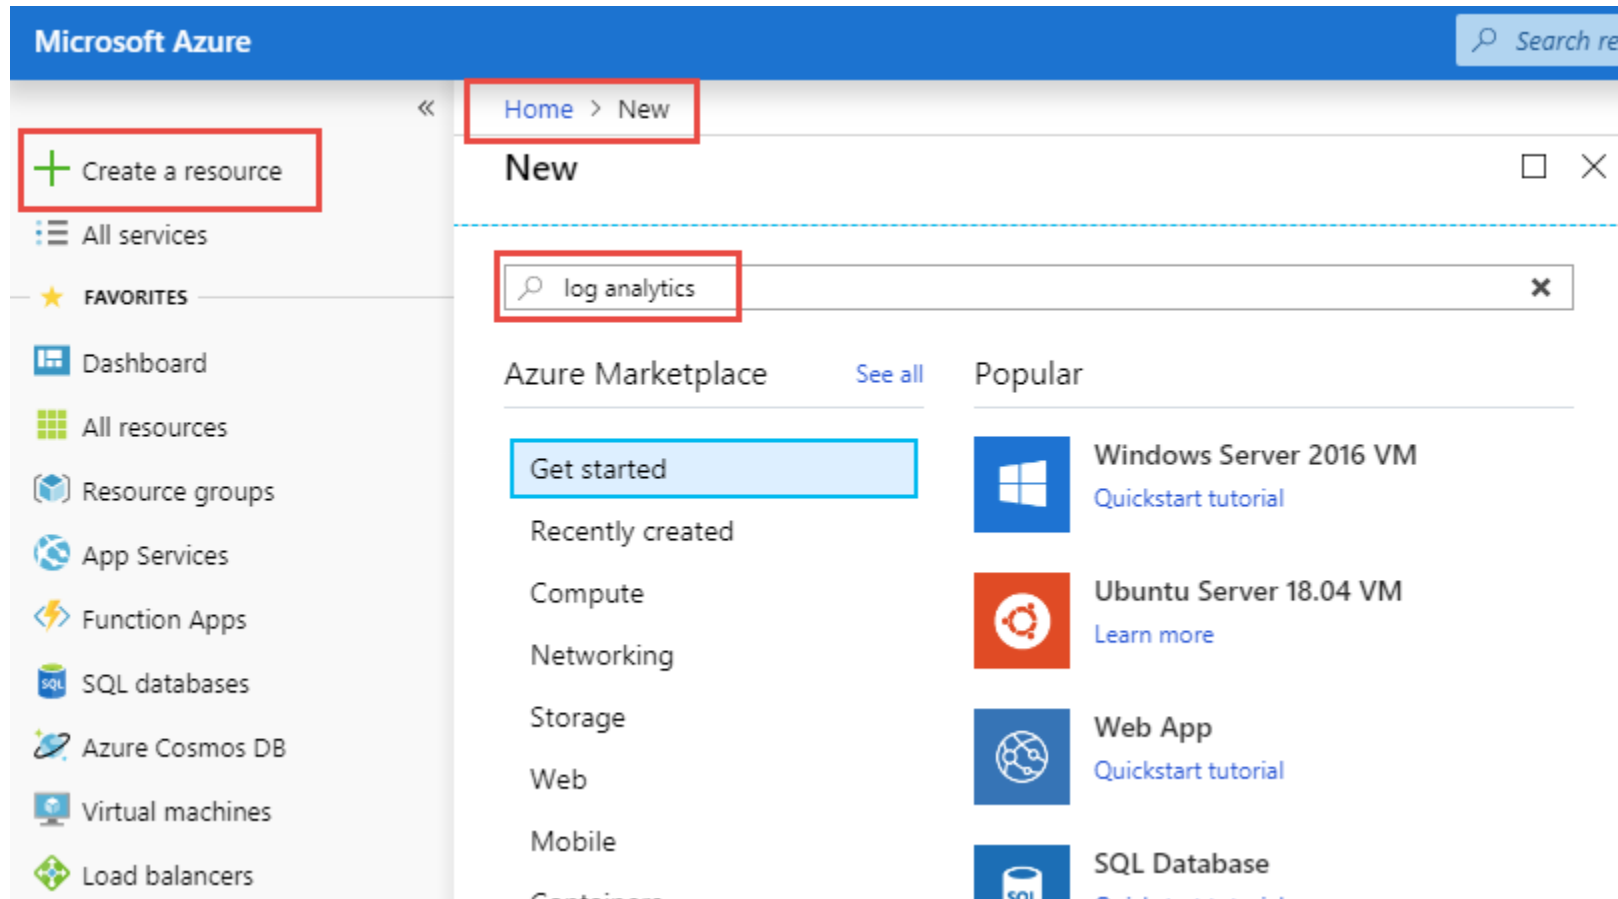 Microsoft Azure
Search re
«
Home > New
Create a resource
New
All services
log analytics
FAVORITES
Dashboard
All resources
Resource groups
App Services
Function Apps
SQL databases
Azure Cosmos DB
Virtual machines
Load balancers
Azure Marketplace
See all
Get started
Recently created
Compute
Networking
Storage
Web
Mobile
Containers
Popular
Windows Server 2016 VM
Quickstart tutorial
Ubuntu Server 18.04 VM
Learn more
Web App
Quickstart tutorial
SQL Database